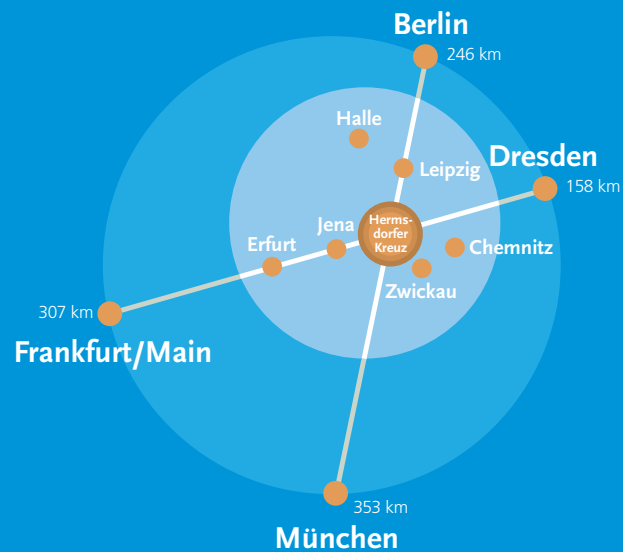 Berlin
246 km
Halle
Leipzig
Dresden
158 km
Herms-
dorfer
Kreuz
Jena
Erfurt
Chemnitz
Zwickau
307 km
Frankfurt/Main
353 km
München